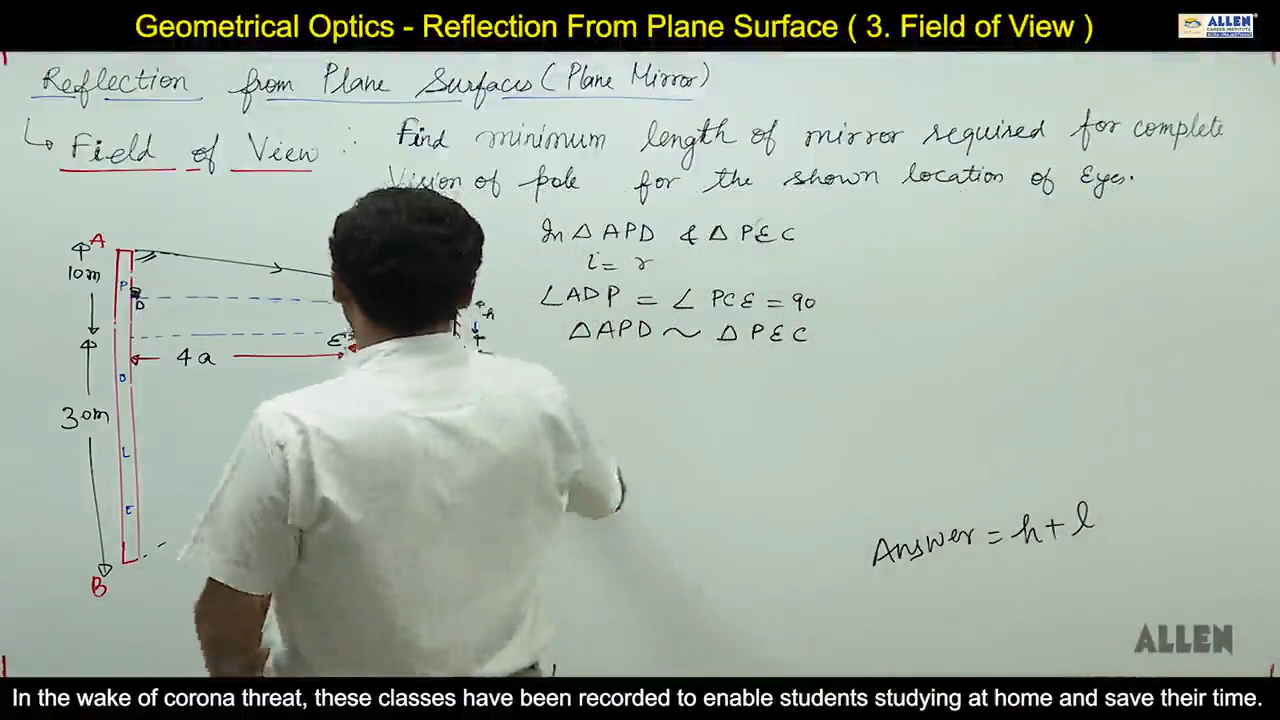 Geometrical Optics - Reflection From Plane Surface ( 3. Field of View )
ALLEN
Reflection from Plane Surfaces (Plane Mirror)
Field of View : Find minimum length of mirror required for complete
Vision of pole for the shown location of Eyes.
A
10m
P
D
h
E
4a
O
30m
L
E
B
In △ APD & △ PEC
i = r
∠ADP = ∠ PCE = 90
△APD ~ △ PEC
Answer = h + l
ALLEN
In the wake of corona threat, these classes have been recorded to enable students studying at home and save their time.